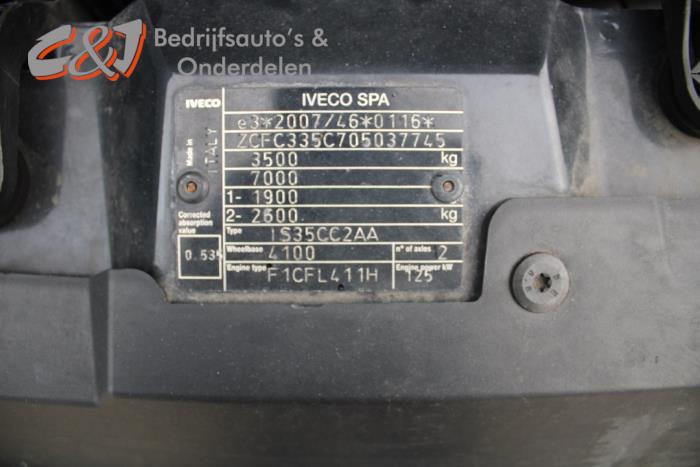 C&J Bedrijfsauto's &
Onderdelen
IVECO IVECO SPA
e3*2007/46*0116*
Made in ITALY
ZCFC335C705037745
3500 kg
7000
1- 1900
2- 2600 kg
Corrected absorption value
0.535
Type IS35CC2AA
Wheelbase 4100 n° of axles 2
Engine type F1CFL411H Engine power kW 125